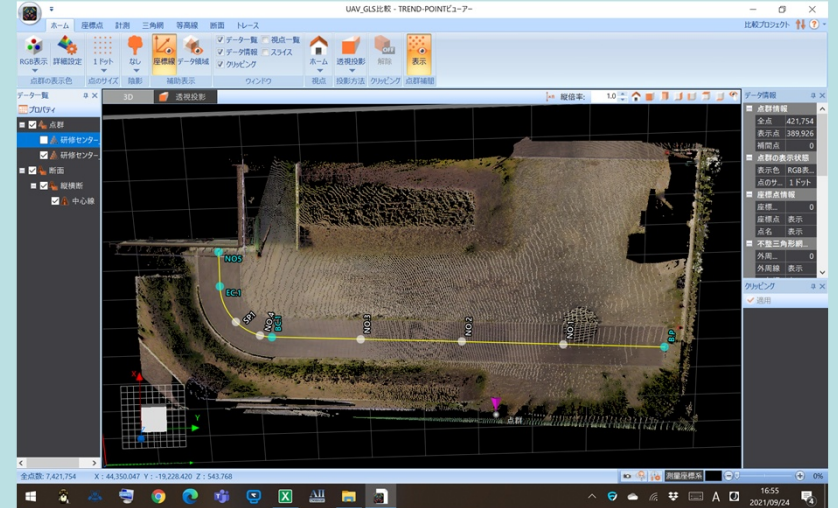 UAV_GLS比較 - TREND-POINTビューアー
ホーム 座標点 計測 三角網 等高線 断面 トレース
比較プロジェクト
RGB表示 詳細設定 1ドット なし 座標線 データ領域
データ一覧 視点一覧
データ情報 スライス
クリッピング
ホーム 透視投影 解除 表示
点群の表示色 点のサイズ 陰影 補助表示 ウィンドウ 視点 投影方法 クリッピング 点群補間
データ一覧
プロパティ
点群
研修センター_
研修センター_
断面
縦横断
中心線
3D 透視投影
縦倍率: 1.0
NO5
EC-1
SP1
NO.4
BC-1
NO.3
NO.2
NO.1
B.P
点群
X
Y
データ情報
点群情報
全点 421,754
表示点 389,926
補間点 0
点群の表示状態
表示色 RGB表...
点のサ... 1ドット
座標点情報
座標... 0
座標点 表示
点名 表示
不整三角形網...
外周... 0
外周線 表示
クリッピング
適用
全点数: 7,421,754 X : 44,350.047 Y : -19,228.420 Z : 543.768
測量座標系 0%
A
16:55
2021/09/24